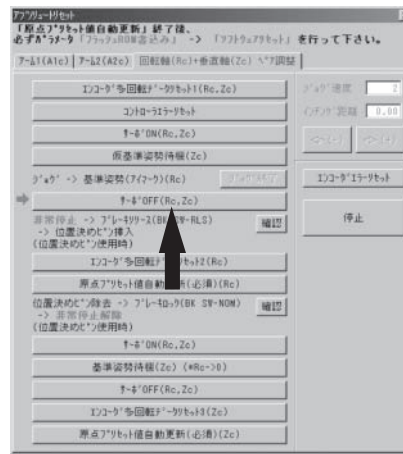 アブソリュートリセット
「原点プリセット値自動更新」終了後、
必ずパラメータ「フラッシュROM書込み」 -> 「ソフトウェアリセット」 を行って下さい。
アーム1(A1c) アーム2(A2c) 回転軸(Rc)+垂直軸(Zc) ペア調整
エンコーダ多回転データリセット1(Rc,Zc)
コントローラエラーリセット
サーボON(Rc,Zc)
仮基準姿勢待機(Zc)
ジョグ -> 基準姿勢(アイマーク)(Rc) ジョグ終了
サーボOFF(Rc,Zc)
非常停止 -> ブレーキリリース(BK SW-RLS)
-> 位置決めピン挿入
(位置決めピン使用時)
確認
エンコーダ多回転データリセット2(Rc)
原点プリセット値自動更新(必須)(Rc)
位置決めピン除去 -> ブレーキロック(BK SW-NOM)
-> 非常停止解除
(位置決めピン使用時)
確認
サーボON(Rc,Zc)
基準姿勢待機(Zc) (*Rc->0)
サーボOFF(Rc,Zc)
エンコーダ多回転データリセット3(Zc)
原点プリセット値自動更新(必須)(Zc)
ジョグ速度 2
インチング距離 0.00
エンコーダエラーリセット
停止